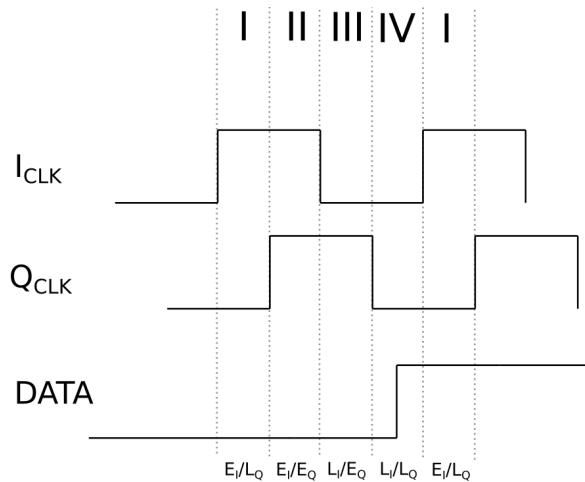 I II III IV I
I_CLK
Q_CLK
DATA
E_I/L_Q E_I/E_Q L_I/E_Q L_I/L_Q E_I/L_Q